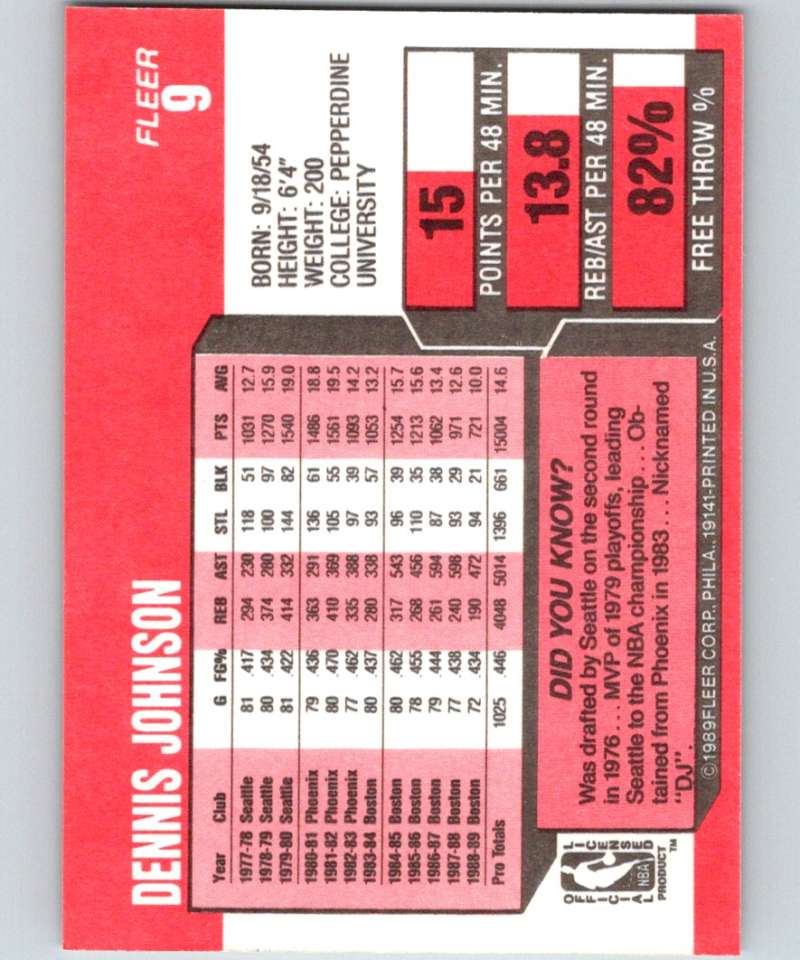 FLEER
9
DENNIS JOHNSON
BORN: 9/18/54
HEIGHT: 6'4"
WEIGHT: 200
COLLEGE: PEPPERDINE
UNIVERSITY
Year Club G FG% REB AST STL BLK PTS AVG
1977-78 Seattle 81 .417 294 230 118 51 1031 12.7
1978-79 Seattle 80 .434 374 280 100 97 1270 15.9
1979-80 Seattle 81 .422 414 332 144 82 1540 19.0
1980-81 Phoenix 79 .436 363 291 136 61 1486 18.8
1981-82 Phoenix 80 .470 410 369 105 55 1561 19.5
1982-83 Phoenix 77 .462 335 388 97 39 1093 14.2
1983-84 Boston 80 .437 280 338 93 57 1053 13.2
1984-85 Boston 80 .462 317 543 96 39 1254 15.7
1985-86 Boston 78 .455 268 456 110 35 1213 15.6
1986-87 Boston 79 .444 261 594 87 38 1062 13.4
1987-88 Boston 77 .438 240 598 93 29 971 12.6
1988-89 Boston 72 .434 190 472 94 21 721 10.0
Pro Totals 1025 .446 4048 5014 1396 661 15004 14.6
15
POINTS PER 48 MIN.
13.8
REB/AST PER 48 MIN.
82%
FREE THROW %
DID YOU KNOW?
Was drafted by Seattle on the second round
in 1976 . . . MVP of 1979 playoffs, leading
Seattle to the NBA championship . . . Ob-
tained from Phoenix in 1983 . . . Nicknamed
"DJ".
OFFICIAL LICENSED
NBA
PRODUCT™
©1989 FLEER CORP., PHILA., 19141-PRINTED IN U.S.A.